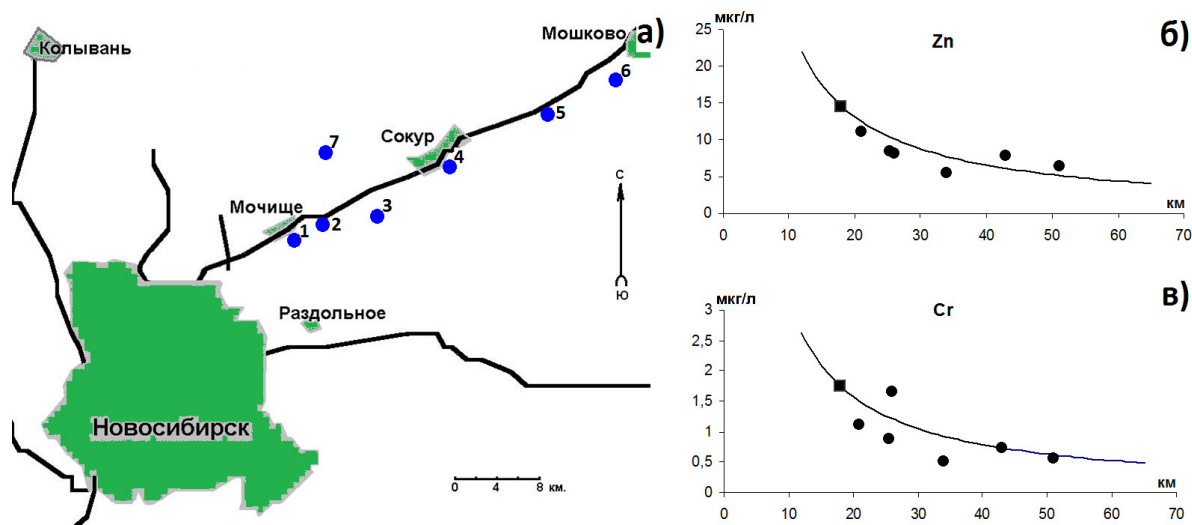 а)
Колывань
Мошково
6
5
7
Сокур
4
Мочище
3
2
1
С
Ю
Раздольное
Новосибирск
0 8 км.
б)
мкг/л
Zn
25
20
15
10
5
0
км
0 10 20 30 40 50 60 70
в)
мкг/л
Cr
3
2,5
2
1,5
1
0,5
0
км
0 10 20 30 40 50 60 70